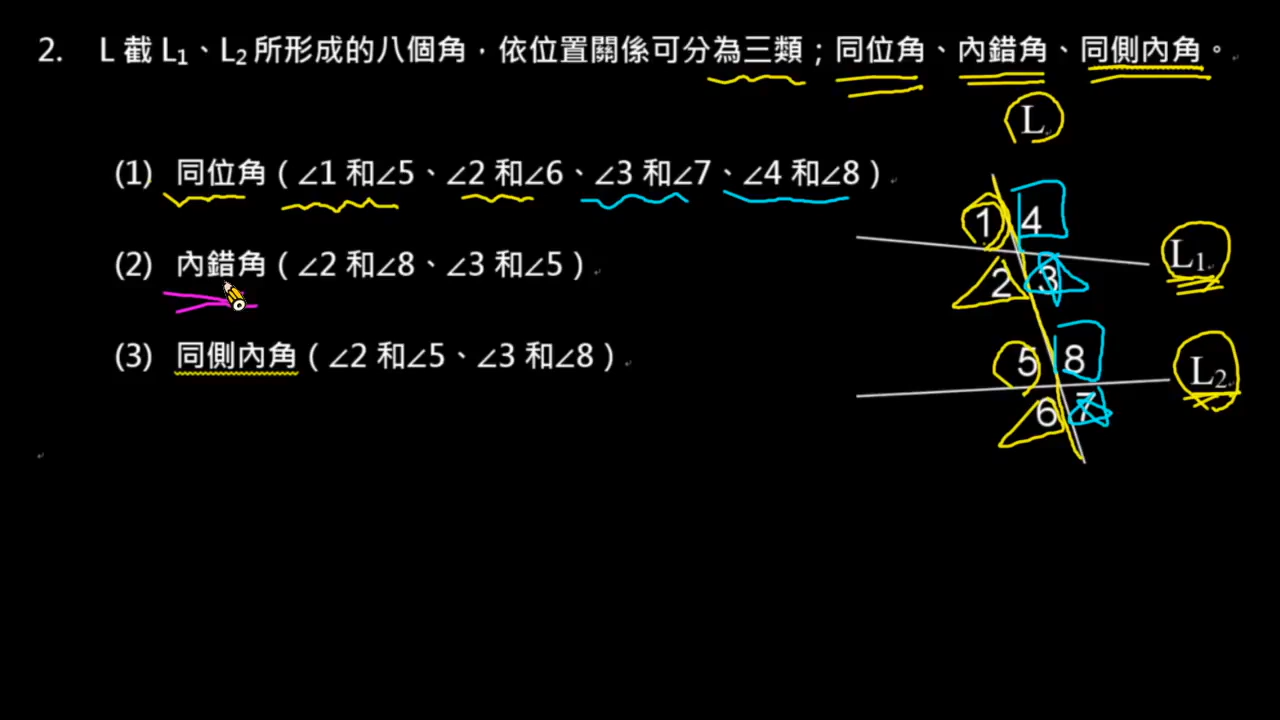 2. L 截 L₁、L₂ 所形成的八個角，依位置關係可分為三類；同位角、內錯角、同側內角。
L
(1) 同位角（∠1 和∠5、∠2 和∠6、∠3 和∠7、∠4 和∠8）
1 4
L₁
(2) 內錯角（∠2 和∠8、∠3 和∠5）
2 3
(3) 同側內角（∠2 和∠5、∠3 和∠8）
5 8
L₂
6 7